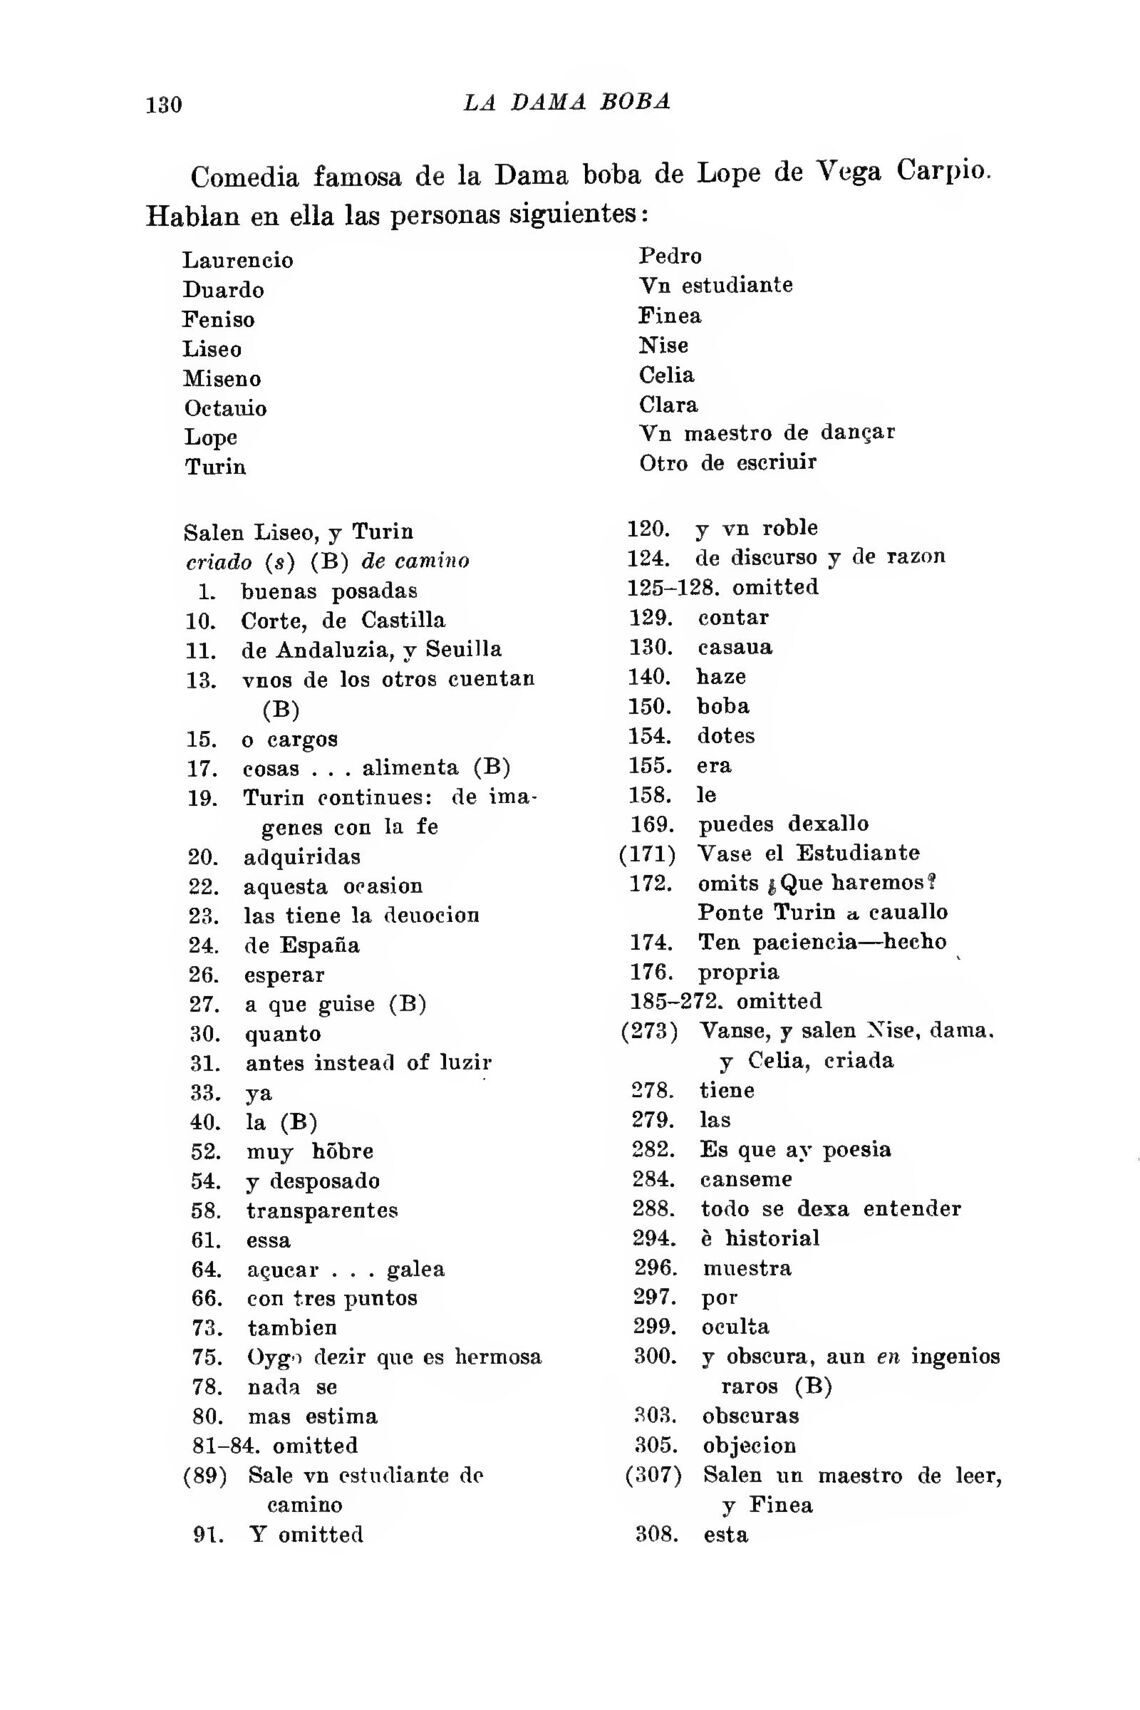 130
LA DAMA BOBA
Comedia famosa de la Dama boba de Lope de Vega Carpio.
Hablan en ella las personas siguientes:
Laurencio
Duardo
Feniso
Liseo
Miseno
Octauio
Lope
Turin
Pedro
Vn estudiante
Finea
Nise
Celia
Clara
Vn maestro de dançar
Otro de escriuir
Salen Liseo, y Turin
criado (s) (B) de camino
1. buenas posadas
10. Corte, de Castilla
11. de Andaluzia, y Seuilla
13. vnos de los otros cuentan
(B)
15. o cargos
17. cosas . . . alimenta (B)
19. Turin continues: de ima-
genes con la fe
20. adquiridas
22. aquesta ocasion
23. las tiene la deuocion
24. de España
26. esperar
27. a que guise (B)
30. quanto
31. antes instead of luzir
33. ya
40. la (B)
52. muy hõbre
54. y desposado
58. transparentes
61. essa
64. açucar . . . galea
66. con tres puntos
73. tambien
75. Oygo dezir que es hermosa
78. nada se
80. mas estima
81–84. omitted
(89) Sale vn estudiante de
camino
91. Y omitted
120. y vn roble
124. de discurso y de razon
125–128. omitted
129. contar
130. casaua
140. haze
150. boba
154. dotes
155. era
158. le
169. puedes dexallo
(171) Vase el Estudiante
172. omits ¿Que haremos?
Ponte Turin a cauallo
174. Ten paciencia—hecho
176. propria
185–272. omitted
(273) Vanse, y salen Nise, dama.
y Celia, criada
278. tiene
279. las
282. Es que ay poesia
284. canseme
288. todo se dexa entender
294. è historial
296. muestra
297. por
299. oculta
300. y obscura, aun en ingenios
raros (B)
303. obscuras
305. objecion
(307) Salen un maestro de leer,
y Finea
308. esta